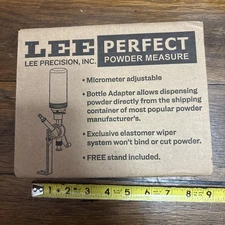 LEE PERFECT
POWDER MEASURE
LEE PRECISION, INC.
• Micrometer adjustable
• Bottle Adapter allows dispensing
powder directly from the shipping
container of most popular powder
manufacturer's.
• Exclusive elastomer wiper
system won't bind or cut powder.
• FREE stand included.
1 2 3 4 5 6 7 8 9